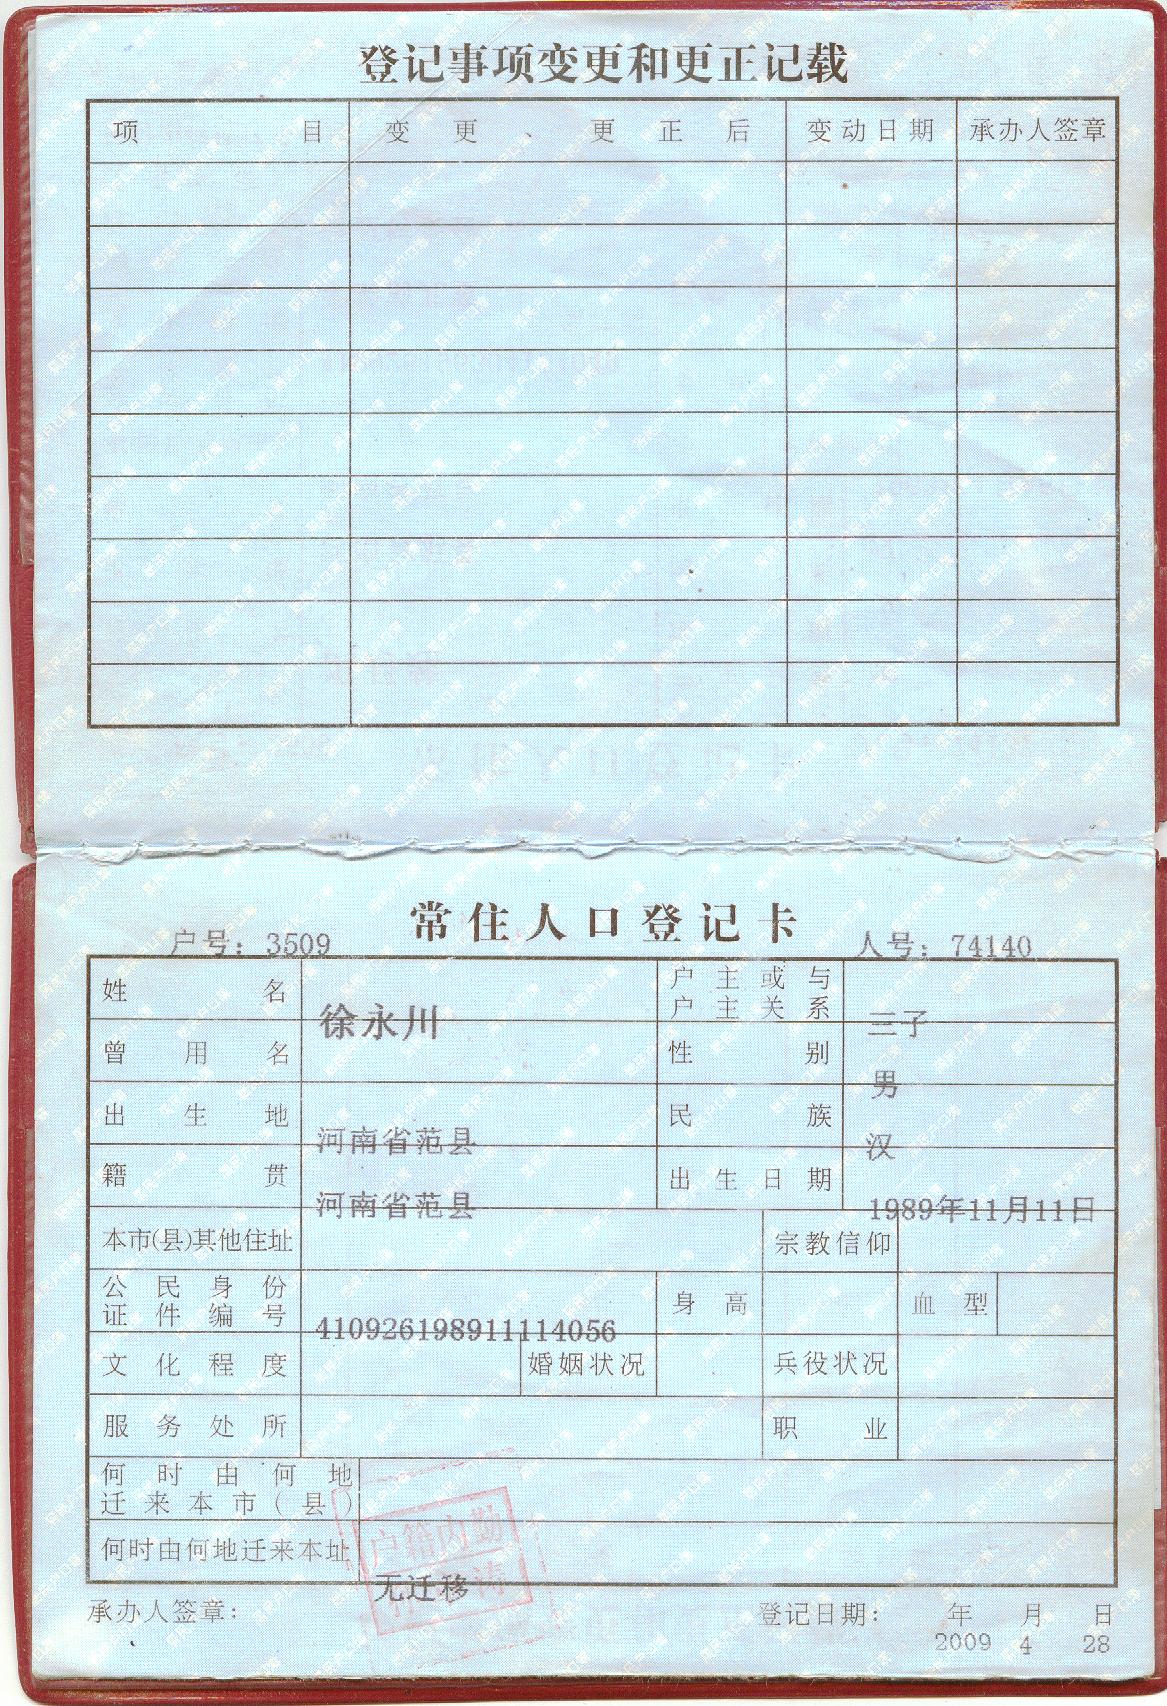 登记事项变更和更正记载
项目 变更、更正后 变动日期 承办人签章
常住人口登记卡
户号：3509 人号：74140
姓名 徐永川 户主或与户主关系 三子
曾用名 性别 男
出生地 河南省范县 民族 汉
籍贯 河南省范县 出生日期 1989年11月11日
本市(县)其他住址 宗教信仰
公民身份证件编号 410926198911114056 身高 血型
文化程度 婚姻状况 兵役状况
服务处所 职业
何时由何地迁来本市(县)
何时由何地迁来本址 无迁移
户籍内勤
承办人签章： 登记日期： 2009年4月28日